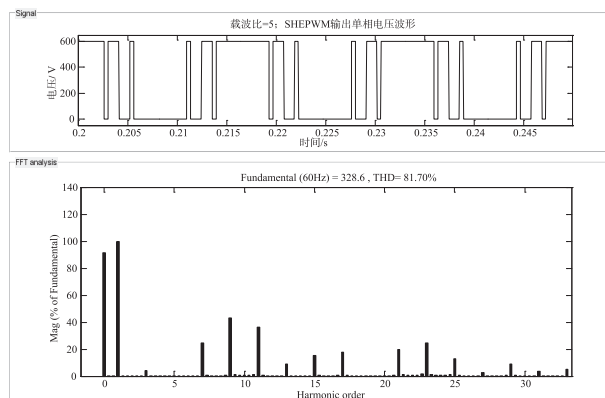 Signal
载波比=5；SHEPWM输出单相电压波形
600
400
200
0
电压/ V
0.2 0.205 0.21 0.215 0.22 0.225 0.23 0.235 0.24 0.245
时间/s
FFT analysis
Fundamental (60Hz) = 328.6 , THD= 81.70%
140
120
100
80
60
40
20
0
Mag (% of Fundamental)
0 5 10 15 20 25 30
Harmonic order